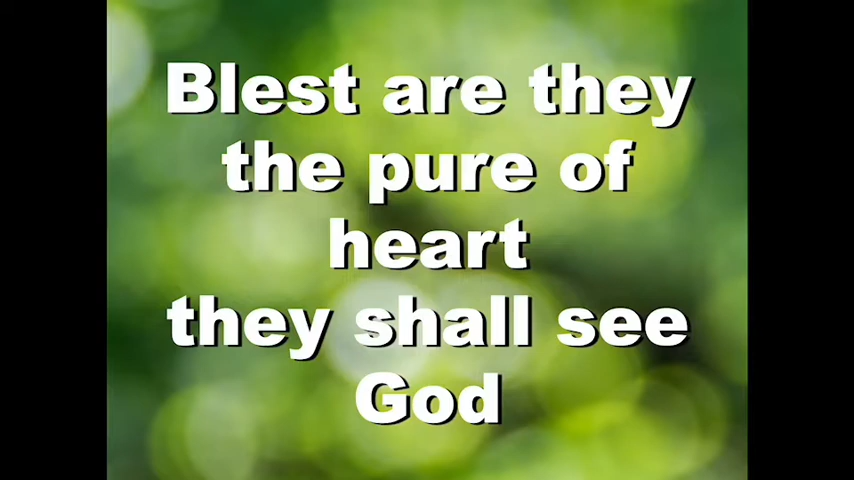 Blest are they
the pure of
heart
they shall see
God